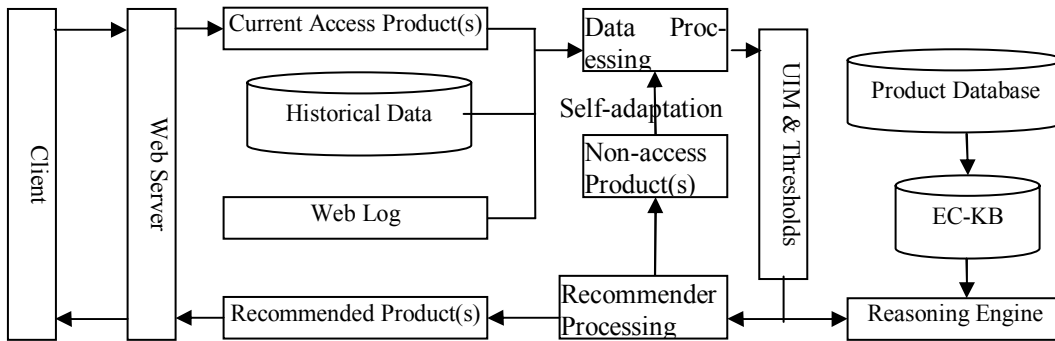 Client
Web Server
Current Access Product(s)
Historical Data
Web Log
Recommended Product(s)
Data Proc-
essing
Self-adaptation
Non-access
Product(s)
Recommender
Processing
UIM & Thresholds
Product Database
EC-KB
Reasoning Engine